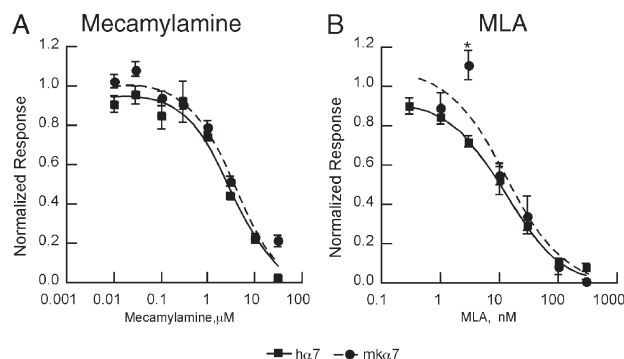 A
Mecamylamine
1.2
1.0
0.8
0.6
0.4
0.2
0.0
Normalized Response
0.001
0.01
0.1
1
10
100
Mecamylamine,μM
B
MLA
*
1.2
1.0
0.8
0.6
0.4
0.2
0.0
Normalized Response
0.1
1
10
100
1000
MLA, nM
hα7
mkα7